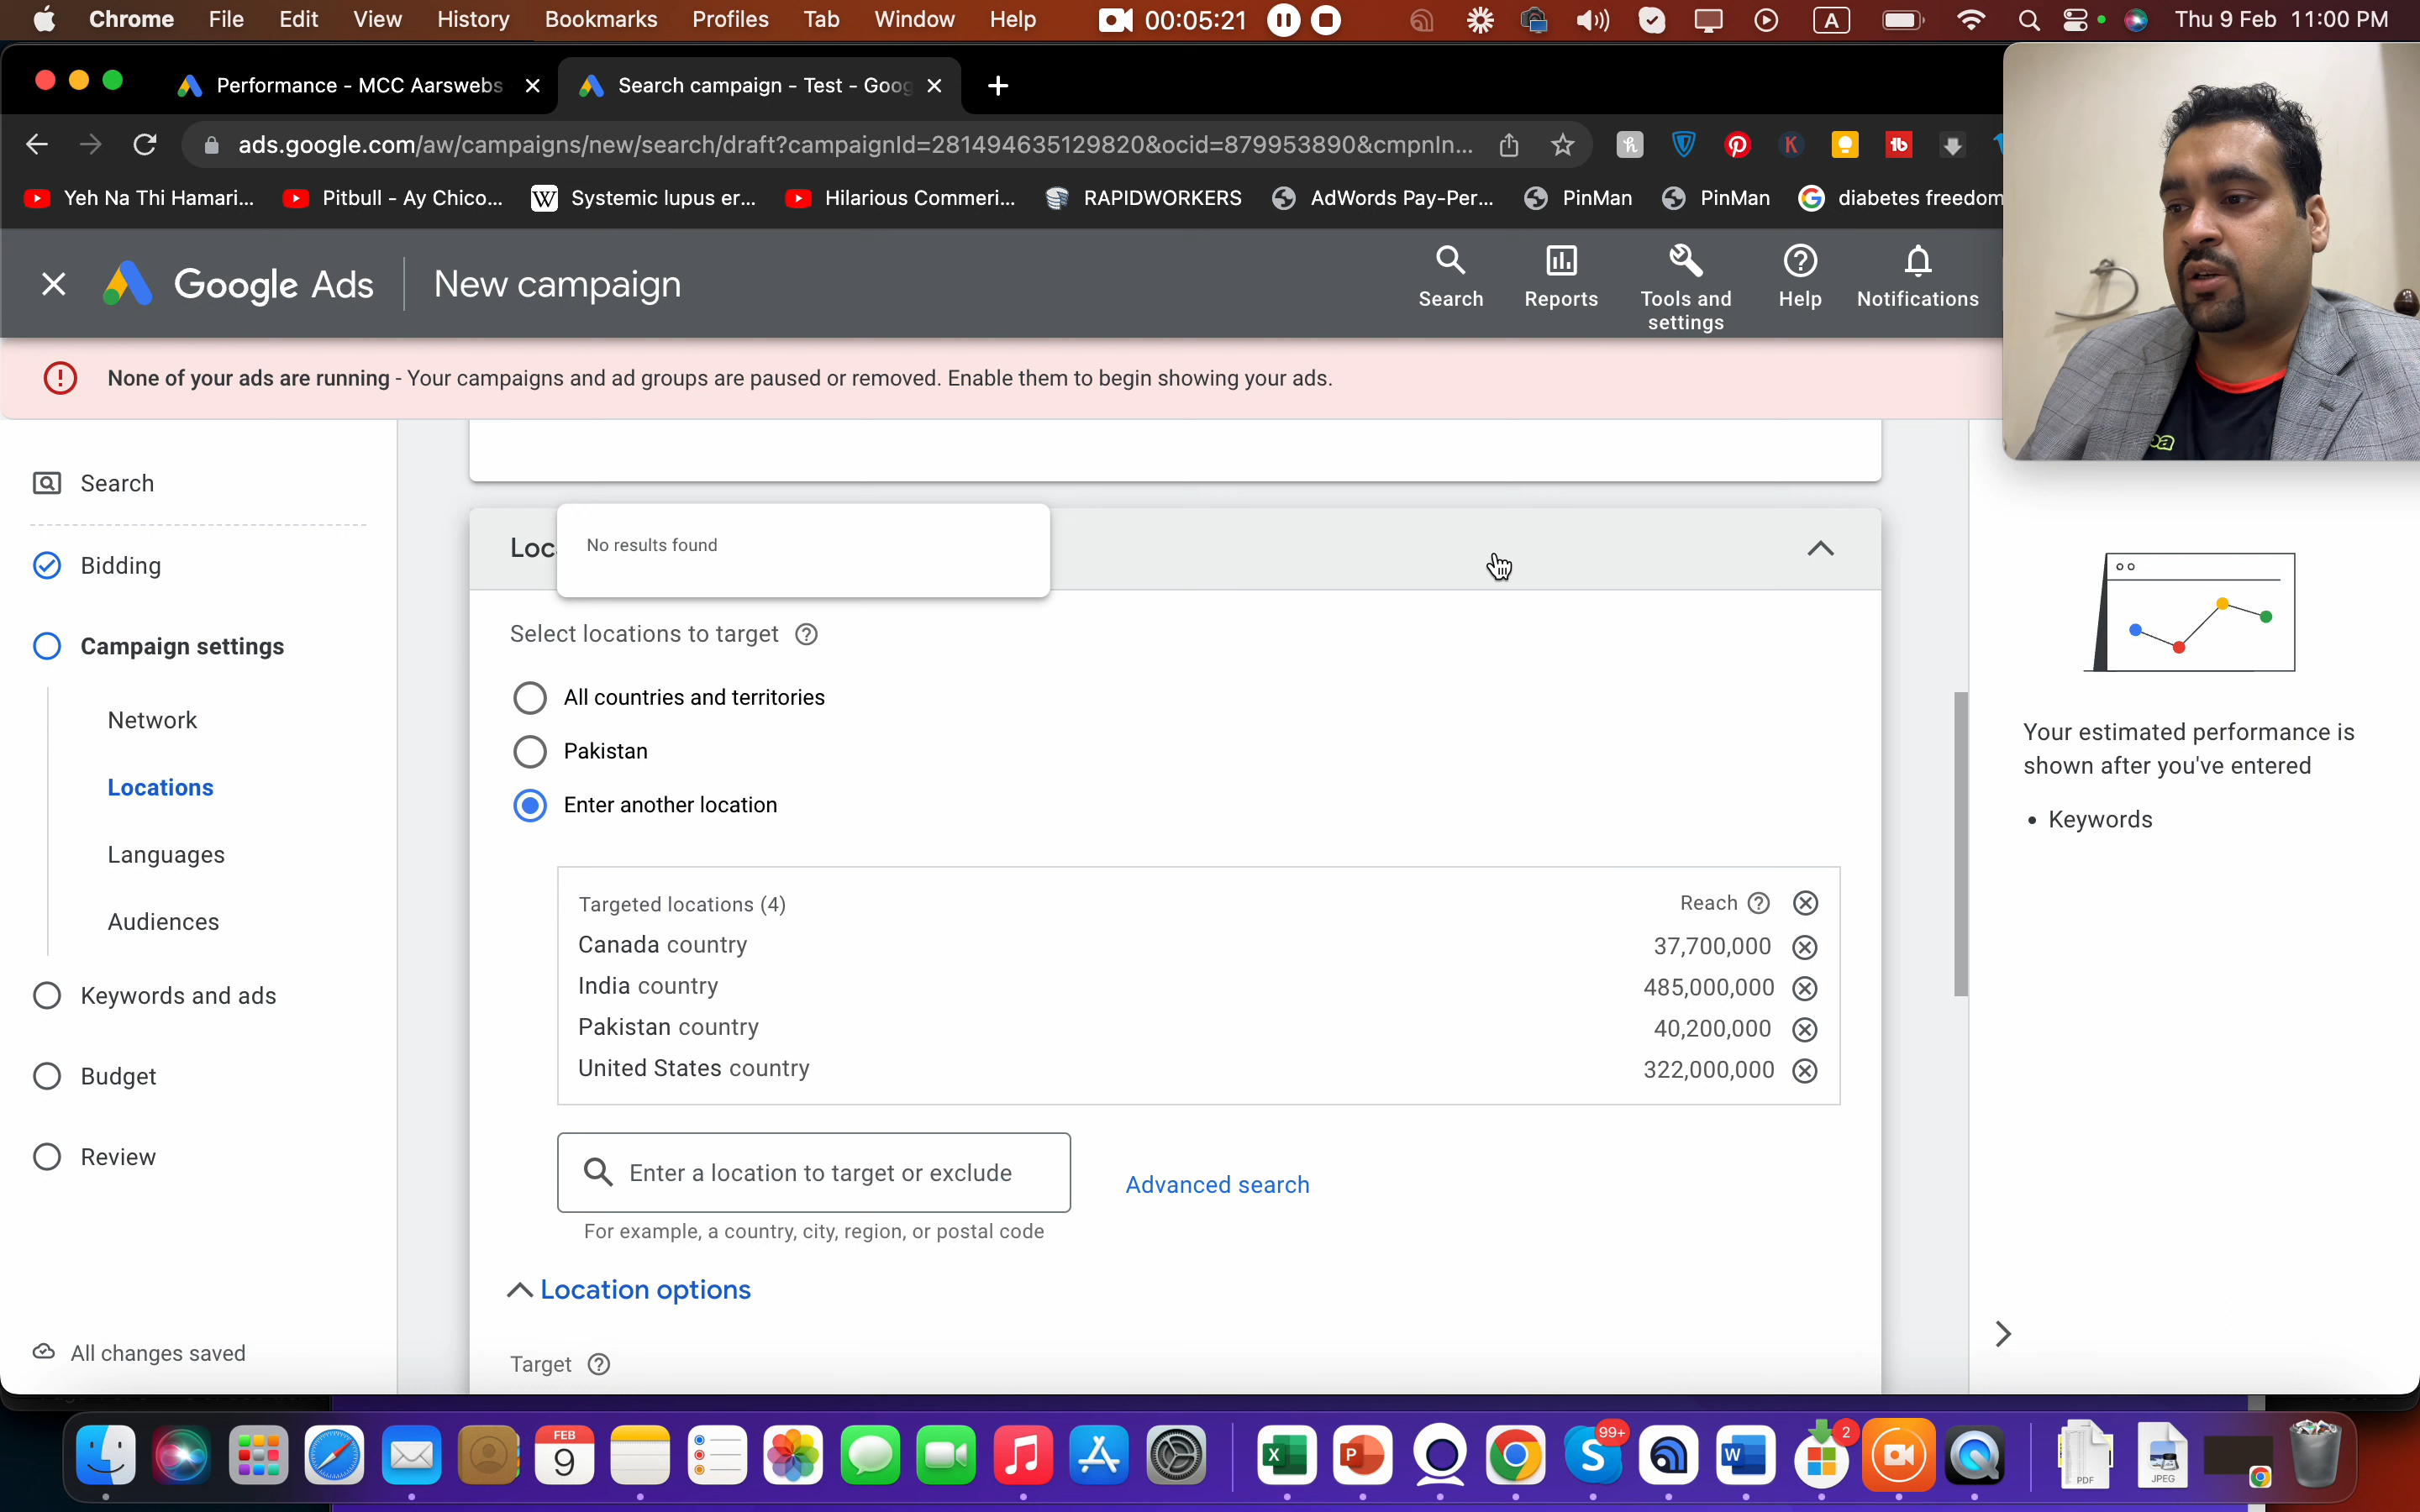 Chrome File Edit View History Bookmarks Profiles Tab Window Help 00:05:21 A Thu 9 Feb 11:00 PM
Performance - MCC Aarswebs Search campaign - Test - Goog
ads.google.com/aw/campaigns/new/search/draft?campaignId=281494635129820&ocid=879953890&cmpnIn...
Yeh Na Thi Hamari... Pitbull - Ay Chico... Systemic lupus er... Hilarious Commeri... RAPIDWORKERS AdWords Pay-Per... PinMan PinMan diabetes freedom
Google Ads New campaign
Search Reports Tools and settings Help Notifications
None of your ads are running - Your campaigns and ad groups are paused or removed. Enable them to begin showing your ads.
Search
Bidding
Campaign settings
Network
Locations
Languages
Audiences
Keywords and ads
Budget
Review
All changes saved
Loc
No results found
Select locations to target
All countries and territories
Pakistan
Enter another location
Targeted locations (4) Reach
Canada country 37,700,000
India country 485,000,000
Pakistan country 40,200,000
United States country 322,000,000
Enter a location to target or exclude
Advanced search
For example, a country, city, region, or postal code
Location options
Target
Your estimated performance is
shown after you've entered
• Keywords
FEB
9
99+
2
PDF
JPEG